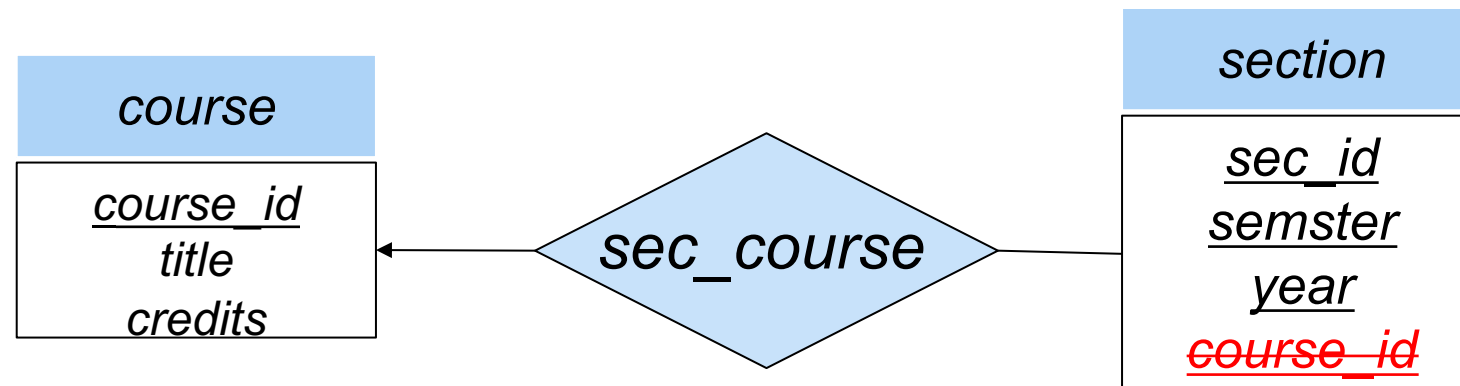 course
course_id
title
credits
sec_course
section
sec_id
semster
year
course_id